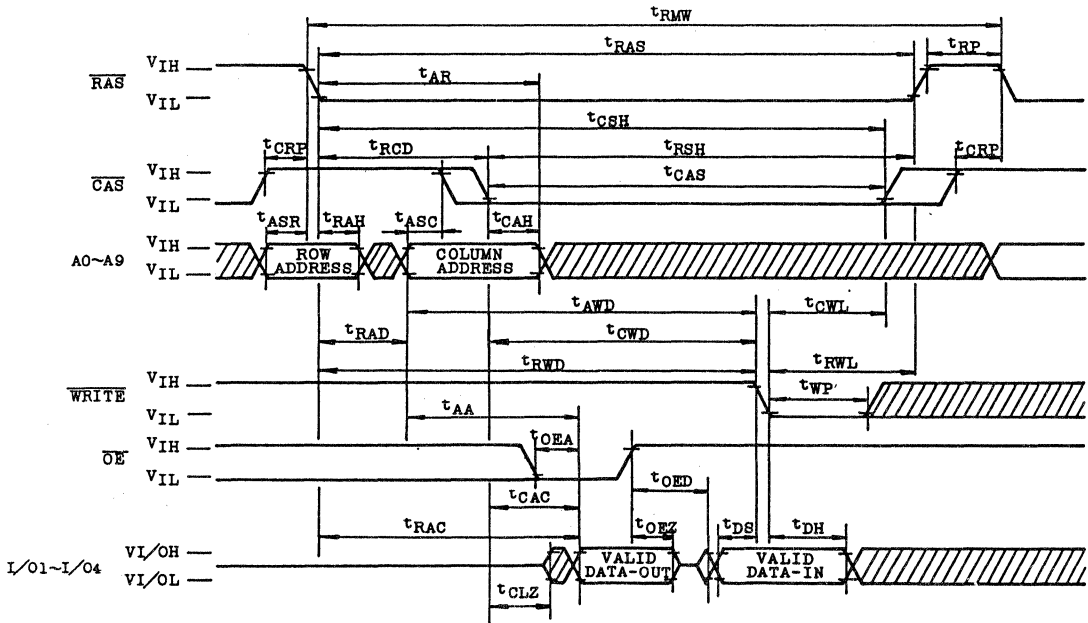 tRMW
tRAS
tRP
VIH
RAS
VIL
tAR
tCSH
tCRP
tRCD
tRSH
tCRP
VIH
CAS
VIL
tCAS
tASR
tRAH
tASC
tCAH
VIH
A0~A9
VIL
ROW
ADDRESS
COLUMN
ADDRESS
tAWD
tCWL
tRAD
tCWD
tRWD
tRWL
VIH
WRITE
VIL
tWP
tAA
VIH
OE
VIL
tOEA
tOED
tCAC
tRAC
tOEZ
tDS
tDH
VI/OH
I/O1~I/O4
VI/OL
VALID
DATA-OUT
VALID
DATA-IN
tCLZ